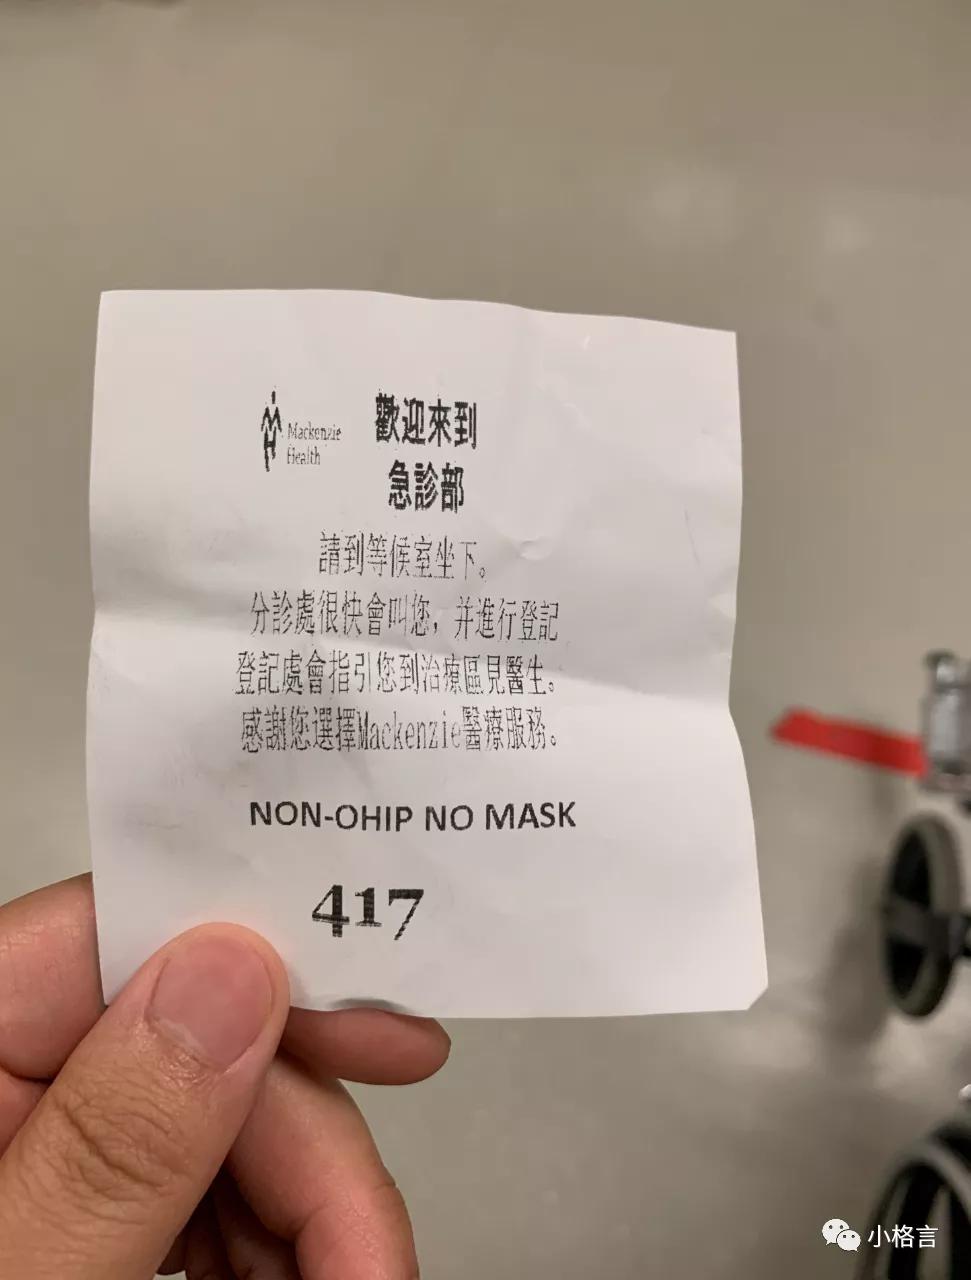 Mackenzie
Health
歡迎來到
急診部
請到等候室坐下。
分診處很快會叫您，并進行登記
登記處會指引您到治療區見醫生。
感謝您選擇Mackenzie醫療服務。
NON-OHIP NO MASK
417
小格言